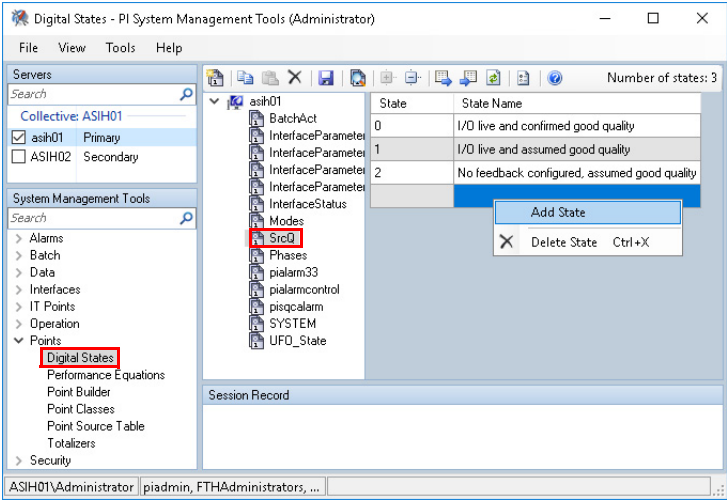 Digital States - PI System Management Tools (Administrator)
File View Tools Help
Servers
Search
Collective: ASIH01
asih01 Primary
ASIH02 Secondary
System Management Tools
Search
Alarms
Batch
Data
Interfaces
IT Points
Operation
Points
Digital States
Performance Equations
Point Builder
Point Classes
Point Source Table
Totalizers
Security
Number of states: 3
asih01
BatchAct
InterfaceParameter
InterfaceParameter
InterfaceParameter
InterfaceParameter
InterfaceStatus
Modes
SrcQ
Phases
pialarm33
pialarmcontrol
pisqcalarm
SYSTEM
UFO_State
State State Name
0 I/O live and confirmed good quality
1 I/O live and assumed good quality
2 No feedback configured, assumed good quality
Add State
Delete State Ctrl+X
Session Record
ASIH01\Administrator piadmin, FTHAdministrators, ...